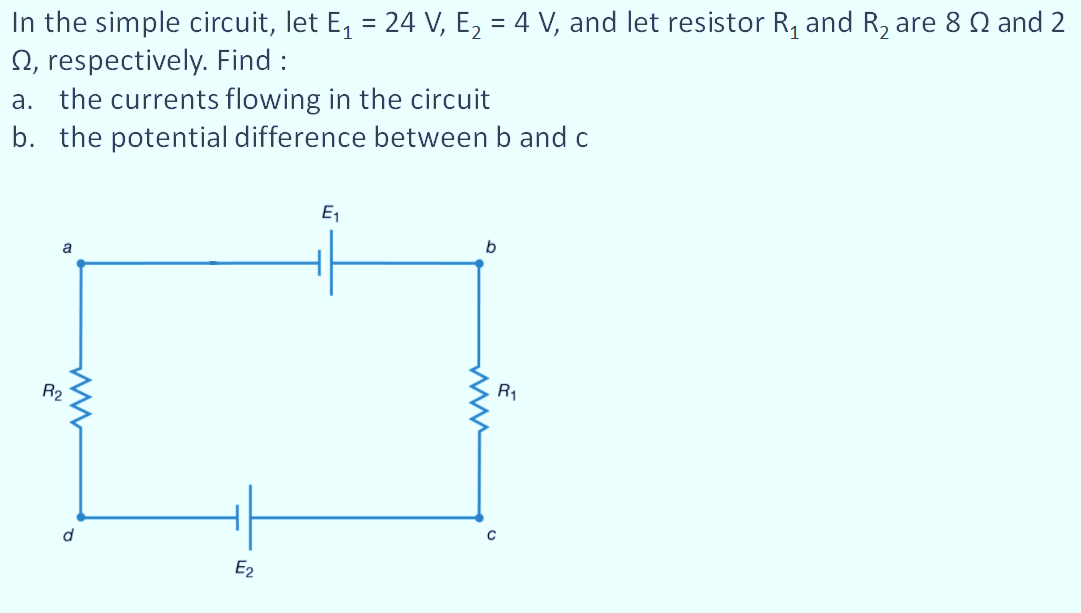 In the simple circuit, let E₁ = 24 V, E₂ = 4 V, and let resistor R₁ and R₂ are 8 Ω and 2
Ω, respectively. Find :
a. the currents flowing in the circuit
b. the potential difference between b and c
E₁
a
b
R₂
R₁
d
c
E₂